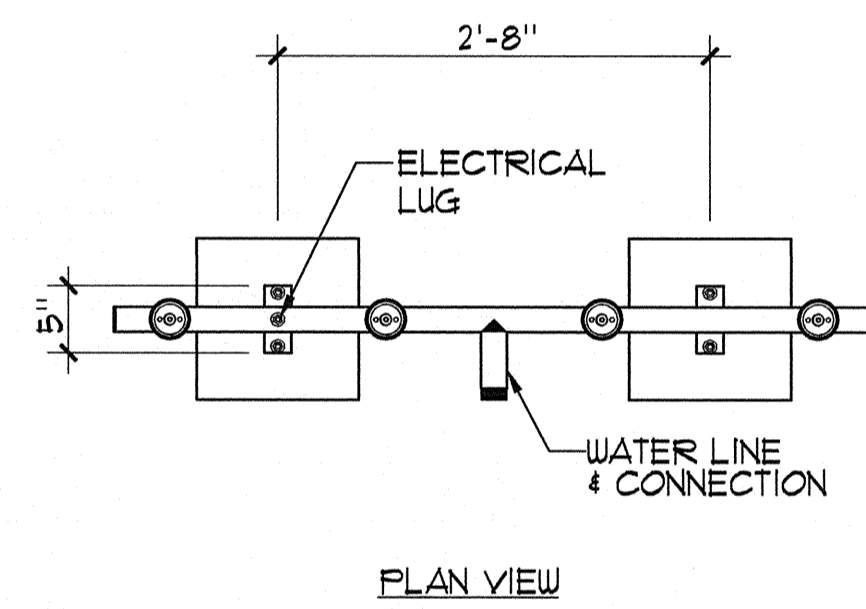 2'-8"
ELECTRICAL
LUG
5"
WATER LINE
& CONNECTION
PLAN VIEW